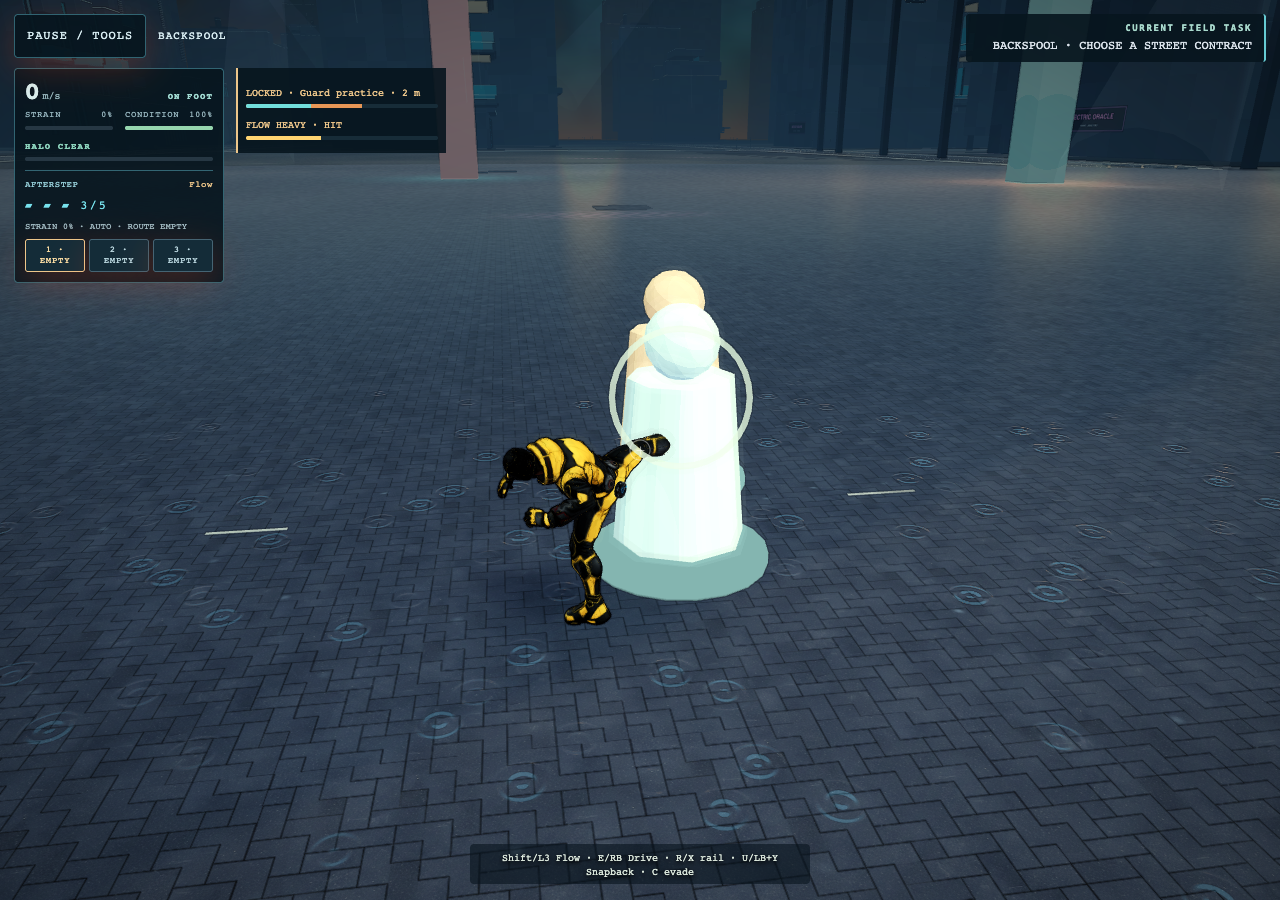 PAUSE / TOOLS
BACKSPOOL
CURRENT FIELD TASK
BACKSPOOL · CHOOSE A STREET CONTRACT
0 m/s
ON FOOT
STRAIN 0%
CONDITION 100%
HALO CLEAR
AFTERSTEP
Flow
3/5
STRAIN 0% · AUTO · ROUTE EMPTY
1 · EMPTY
2 · EMPTY
3 · EMPTY
LOCKED · Guard practice · 2 m
FLOW HEAVY · HIT
Shift/L3 Flow · E/RB Drive · R/X rail · U/LB+Y
Snapback · C evade